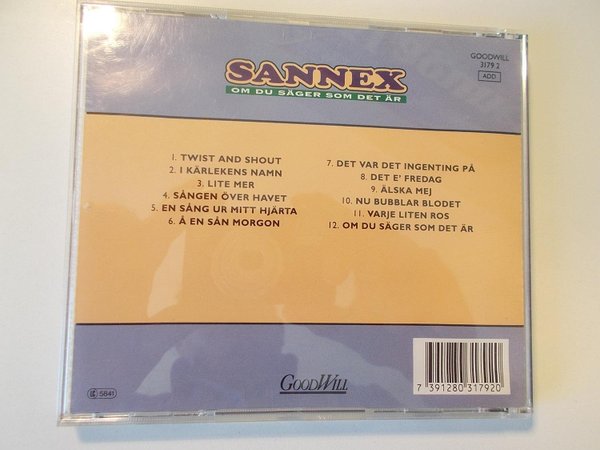 GOODWILL
3179 2
ADD
SANNEX
OM DU SÄGER SOM DET ÄR
1. TWIST AND SHOUT
2. I KÄRLEKENS NAMN
3. LITE MER
4. SÅNGEN ÖVER HAVET
5. EN SÅNG UR MITT HJÄRTA
6. Å EN SÅN MORGON
7. DET VAR DET INGENTING PÅ
8. DET E' FREDAG
9. ÄLSKA MEJ
10. NU BUBBLAR BLODET
11. VARJE LITEN ROS
12. OM DU SÄGER SOM DET ÄR
5841
GOODWILL
7 391280 317920